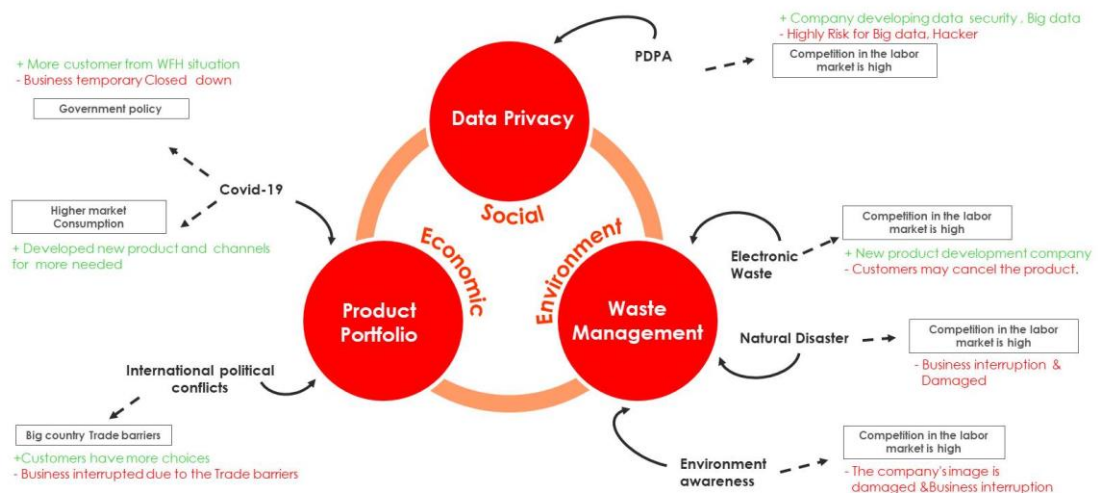 + Company developing data security , Big data
- Highly Risk for Big data, Hacker
PDPA
Competition in the labor
market is high
+ More customer from WFH situation
- Business temporary Closed down
Government policy
Data Privacy
Covid-19
Higher market
Consumption
+ Developed new product and channels
for more needed
Social
Economic
Environment
Competition in the labor
market is high
Electronic
Waste
+ New product development company
- Customers may cancel the product.
Product
Portfolio
Waste
Management
Natural Disaster
Competition in the labor
market is high
- Business interruption &
Damaged
International political
conflicts
Big country Trade barriers
+Customers have more choices
- Business interrupted due to the Trade barriers
Environment
awareness
Competition in the labor
market is high
- The company's image is
damaged &Business interruption